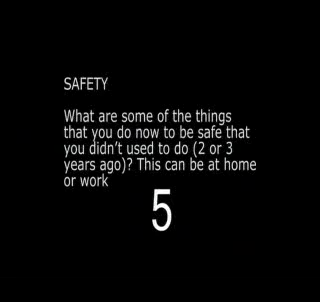 SAFETY
What are some of the things
that you do now to be safe that
you didn't used to do (2 or 3
years ago)? This can be at home
or work
5